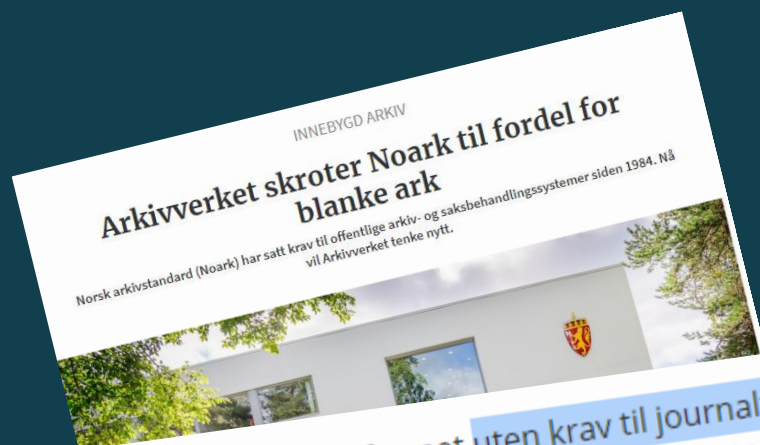 INNEBYGD ARKIV
Arkivverket skroter Noark til fordel for
blanke ark
Norsk arkivstandard (Noark) har satt krav til offentlige arkiv- og saksbehandlingssystemer siden 1984. Nå
vil Arkivverket tenke nytt.
uten krav til journal